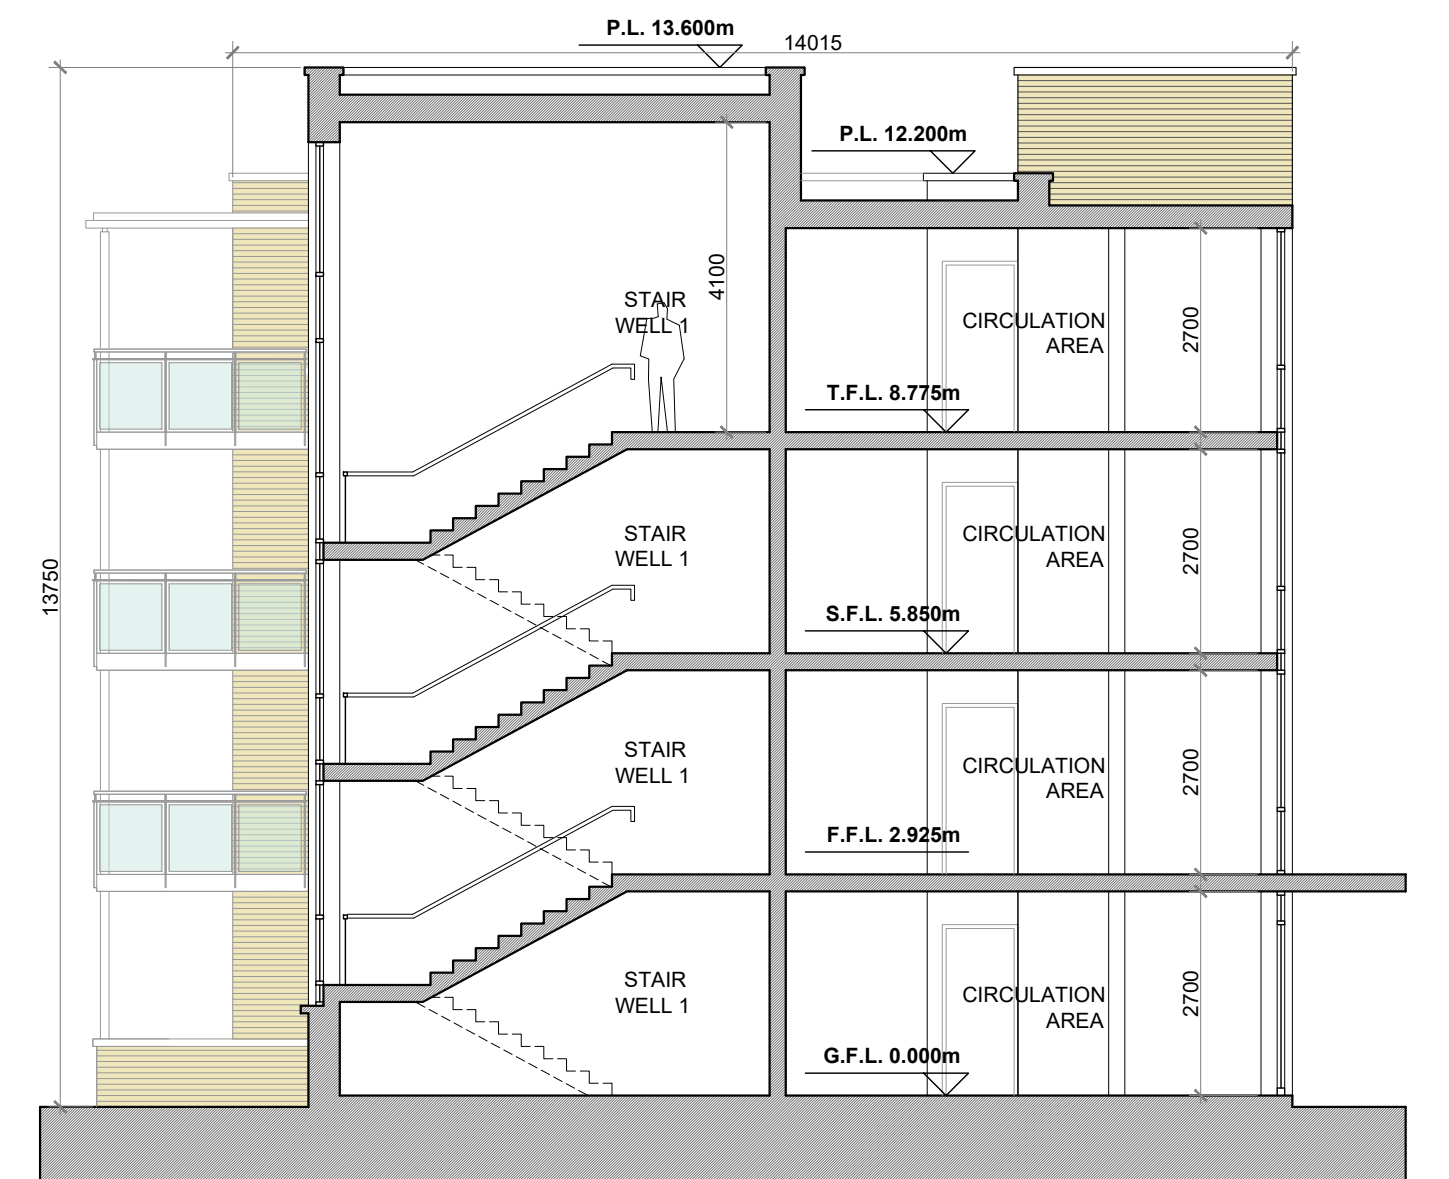 P.L. 13.600m
14015
P.L. 12.200m
4100
STAIR
WELL 1
CIRCULATION
AREA
2700
T.F.L. 8.775m
STAIR
WELL 1
CIRCULATION
AREA
2700
13750
S.F.L. 5.850m
STAIR
WELL 1
CIRCULATION
AREA
2700
F.F.L. 2.925m
STAIR
WELL 1
CIRCULATION
AREA
2700
G.F.L. 0.000m